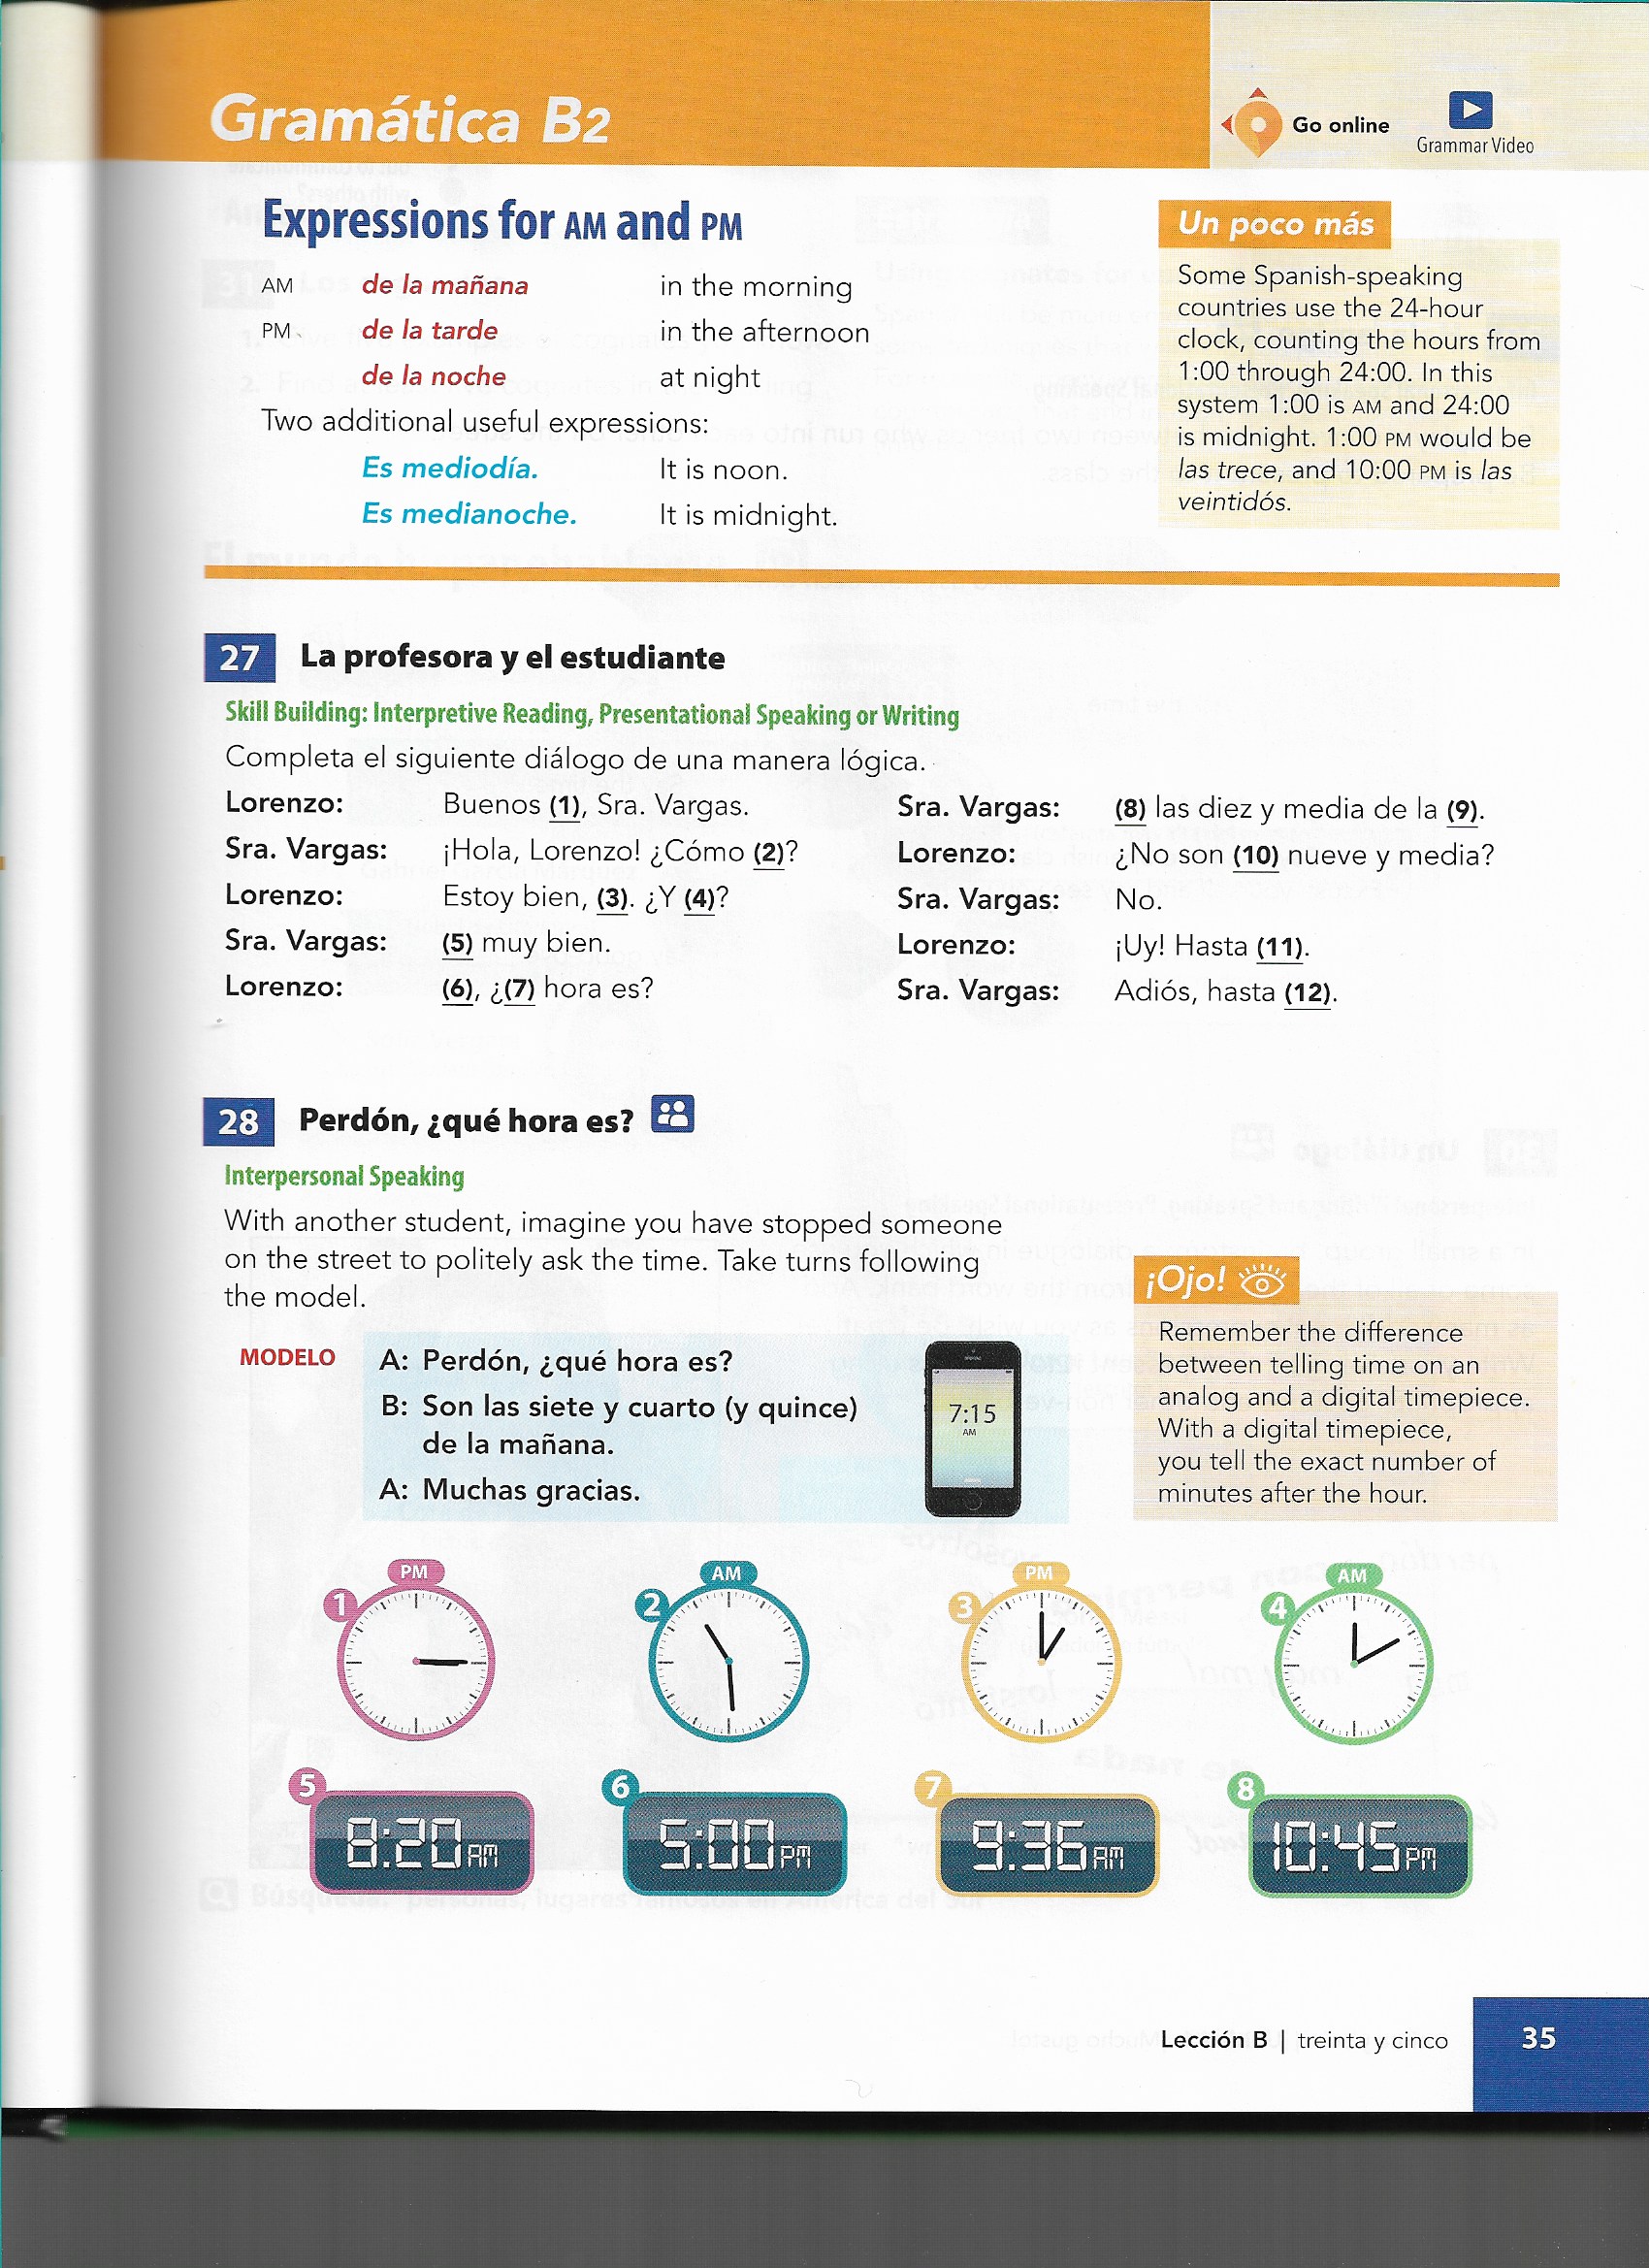 Gramática B2
Go online
Grammar Video
Expressions for AM and PM
AM de la mañana in the morning
PM de la tarde in the afternoon
de la noche at night
Two additional useful expressions:
Es mediodía. It is noon.
Es medianoche. It is midnight.
Un poco más
Some Spanish-speaking
countries use the 24-hour
clock, counting the hours from
1:00 through 24:00. In this
system 1:00 is AM and 24:00
is midnight. 1:00 PM would be
las trece, and 10:00 PM is las
veintidós.
27 La profesora y el estudiante
Skill Building: Interpretive Reading, Presentational Speaking or Writing
Completa el siguiente diálogo de una manera lógica.
Lorenzo: Buenos (1), Sra. Vargas.
Sra. Vargas: ¡Hola, Lorenzo! ¿Cómo (2)?
Lorenzo: Estoy bien, (3). ¿Y (4)?
Sra. Vargas: (5) muy bien.
Lorenzo: (6), ¿(7) hora es?
Sra. Vargas: (8) las diez y media de la (9).
Lorenzo: ¿No son (10) nueve y media?
Sra. Vargas: No.
Lorenzo: ¡Uy! Hasta (11).
Sra. Vargas: Adiós, hasta (12).
28 Perdón, ¿qué hora es?
Interpersonal Speaking
With another student, imagine you have stopped someone
on the street to politely ask the time. Take turns following
the model.
MODELO A: Perdón, ¿qué hora es?
B: Son las siete y cuarto (y quince)
de la mañana.
A: Muchas gracias.
7:15
AM
¡Ojo!
Remember the difference
between telling time on an
analog and a digital timepiece.
With a digital timepiece,
you tell the exact number of
minutes after the hour.
1 PM
2 AM
3 PM
4 AM
5 8:20 AM
6 5:00 PM
7 9:36 AM
8 10:45 PM
Lección B | treinta y cinco 35